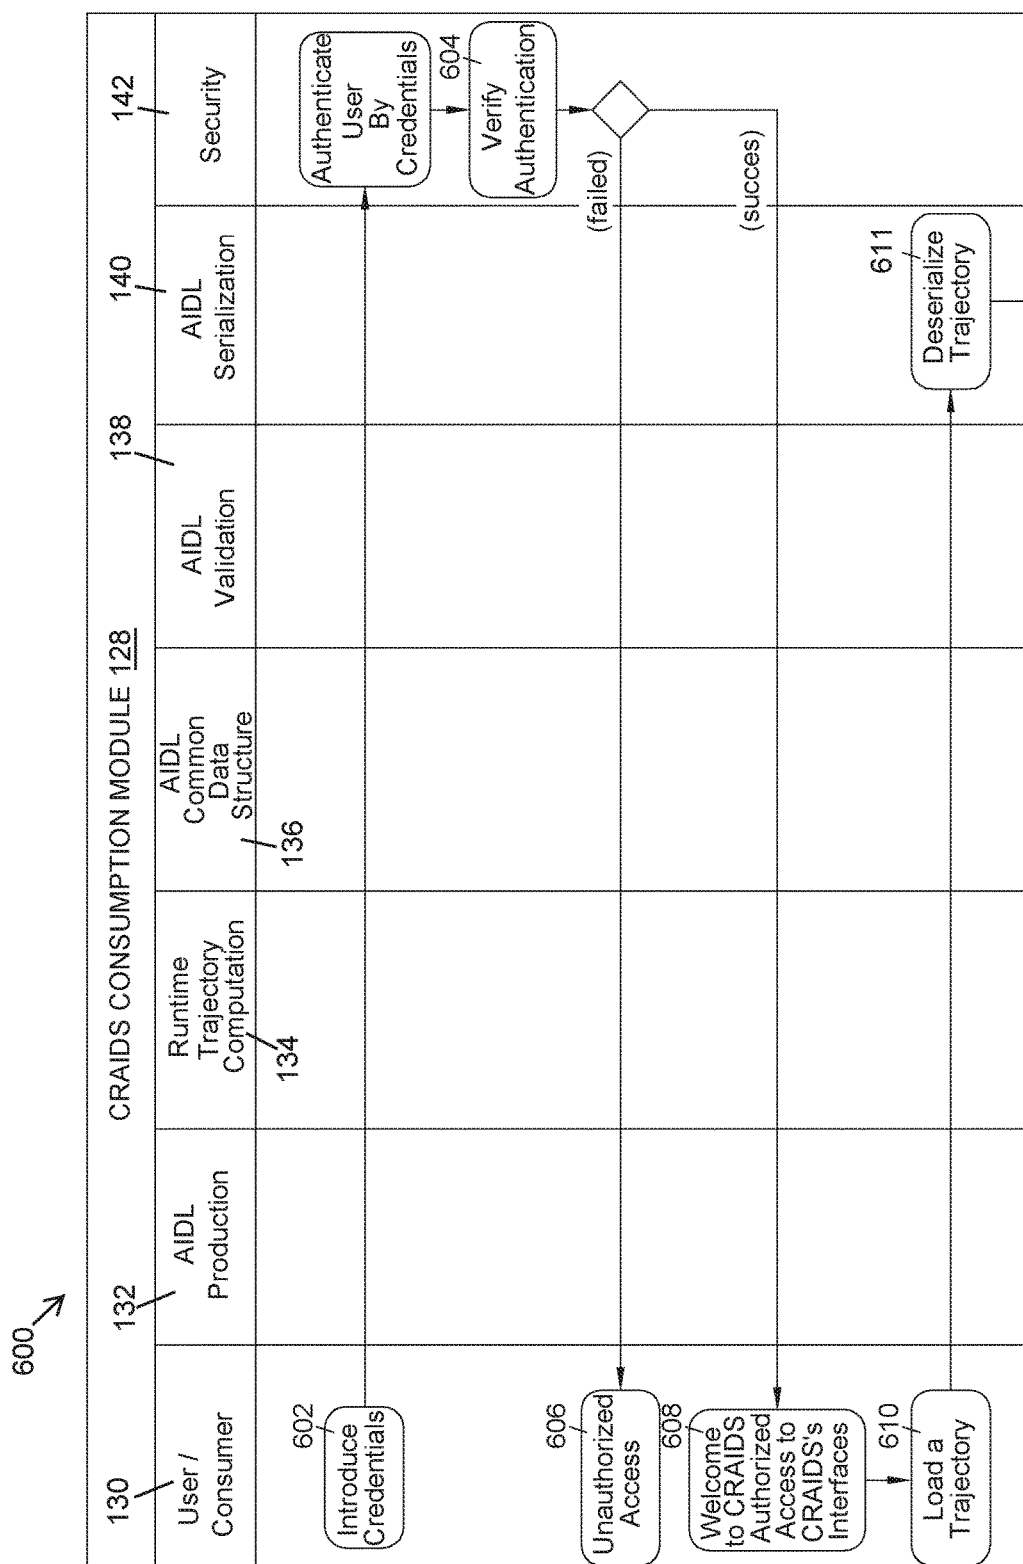 600
CRAIDS CONSUMPTION MODULE 128
130
132
138
140
142
User /
Consumer
AIDL
Production
Runtime
Trajectory
Computation
134
AIDL
Common
Data
Structure
136
AIDL
Validation
AIDL
Serialization
Security
602
Introduce
Credentials
Authenticate
User
By
Credentials
604
Verify
Authentication
(failed)
606
Unauthorized
Access
(succes)
608
Welcome
to CRAIDS
Authorized
Access to
CRAIDS's
Interfaces
610
Load a
Trajectory
611
Deserialize
Trajectory